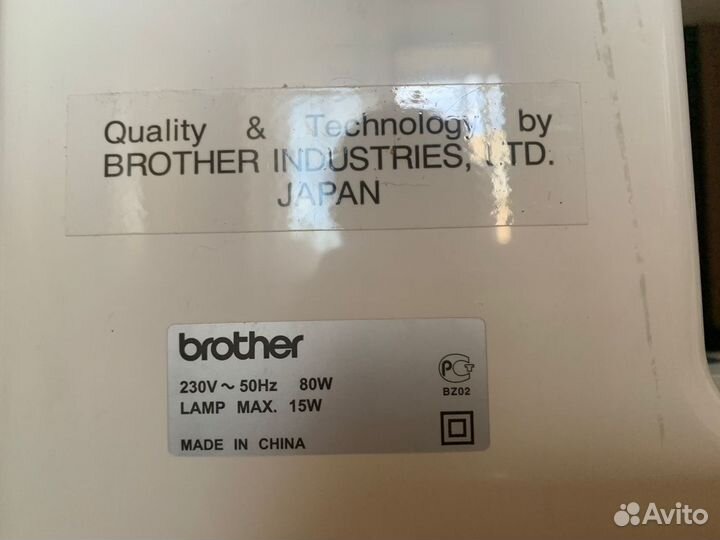 Quality & Technology by
BROTHER INDUSTRIES, LTD.
JAPAN
brother
230V ~ 50Hz 80W
LAMP MAX. 15W
MADE IN CHINA
PCT
BZ02
Avito